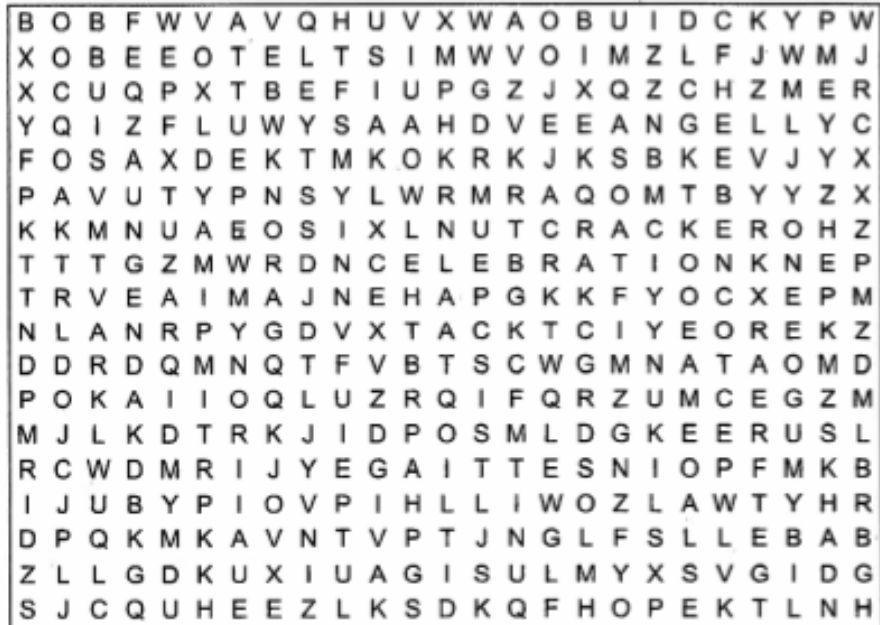 B O B F W V A V Q H U V X W A O B U I D C K Y P W
X O B E E O T E L T S I M W V O I M Z L F J W M J
X C U Q P X T B E F I U P G Z J X Q Z C H Z M E R
Y Q I Z F L U W Y S A A H D V E E A N G E L L Y C
F O S A X D E K T M K O K R K J K S B K E V J Y X
P A V U T Y P N S Y L W R M R A Q O M T B Y Y Z X
K K M N U A E O S I X L N U T C R A C K E R O H Z
T T T G Z M W R D N C E L E B R A T I O N K N E P
T R V E A I M A J N E H A P G K K F Y O C X E P M
N L A N R P Y G D V X T A C K T C I Y E O R E K Z
D D R D Q M N Q T F V B T S C W G M N A T A O M D
P O K A I I O Q L U Z R Q I F Q R Z U M C E G Z M
M J L K D T R K J I D P O S M L D G K E E R U S L
R C W D M R I J Y E G A I T T E S N I O P F M K B
I J U B Y P I O V P I H L L I W O Z L A W T Y H R
D P Q K M K A V N T V P T J N G L F S L L E B A B
Z L L G D K U X I U A G I S U L M Y X S V G I D G
S J C Q U H E E Z L K S D K Q F H O P E K T L N H